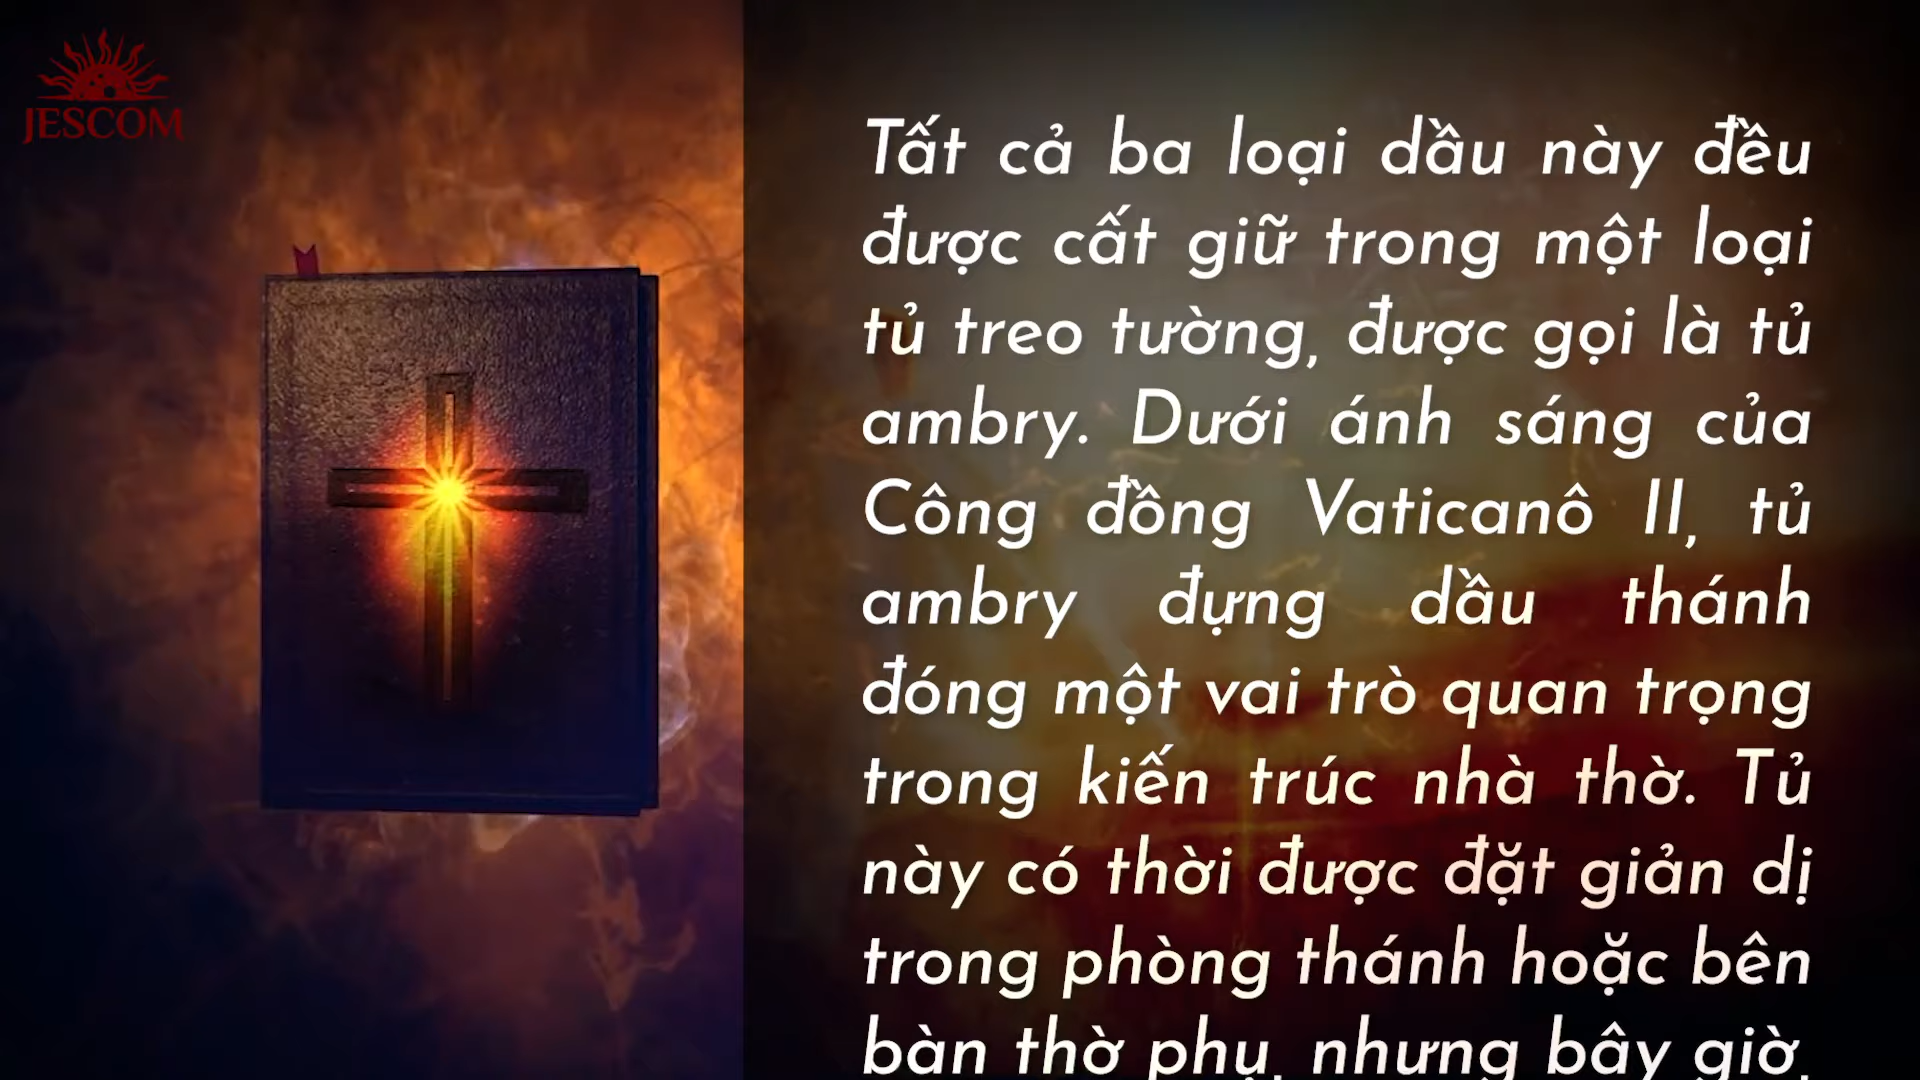 JESCOM
Tất cả ba loại dầu này đều
được cất giữ trong một loại
tủ treo tường, được gọi là tủ
ambry. Dưới ánh sáng của
Công đồng Vaticanô II, tủ
ambry đựng dầu thánh
đóng một vai trò quan trọng
trong kiến trúc nhà thờ. Tủ
này có thời được đặt giản dị
trong phòng thánh hoặc bên
bàn thờ phụ, nhưng bây giờ,